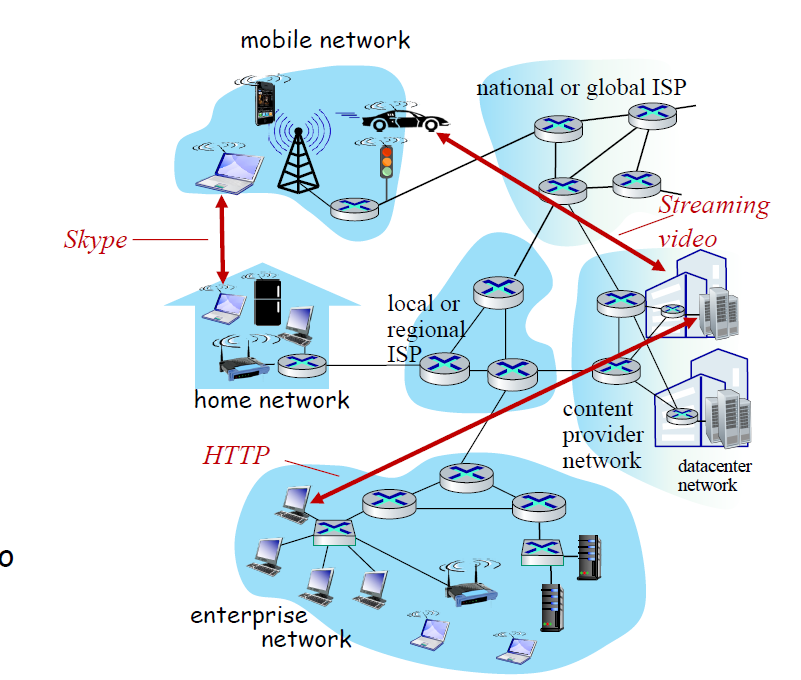 mobile network
national or global ISP
Streaming
video
Skype
local or
regional
ISP
home network
content
provider
network
datacenter
network
HTTP
o
enterprise
network